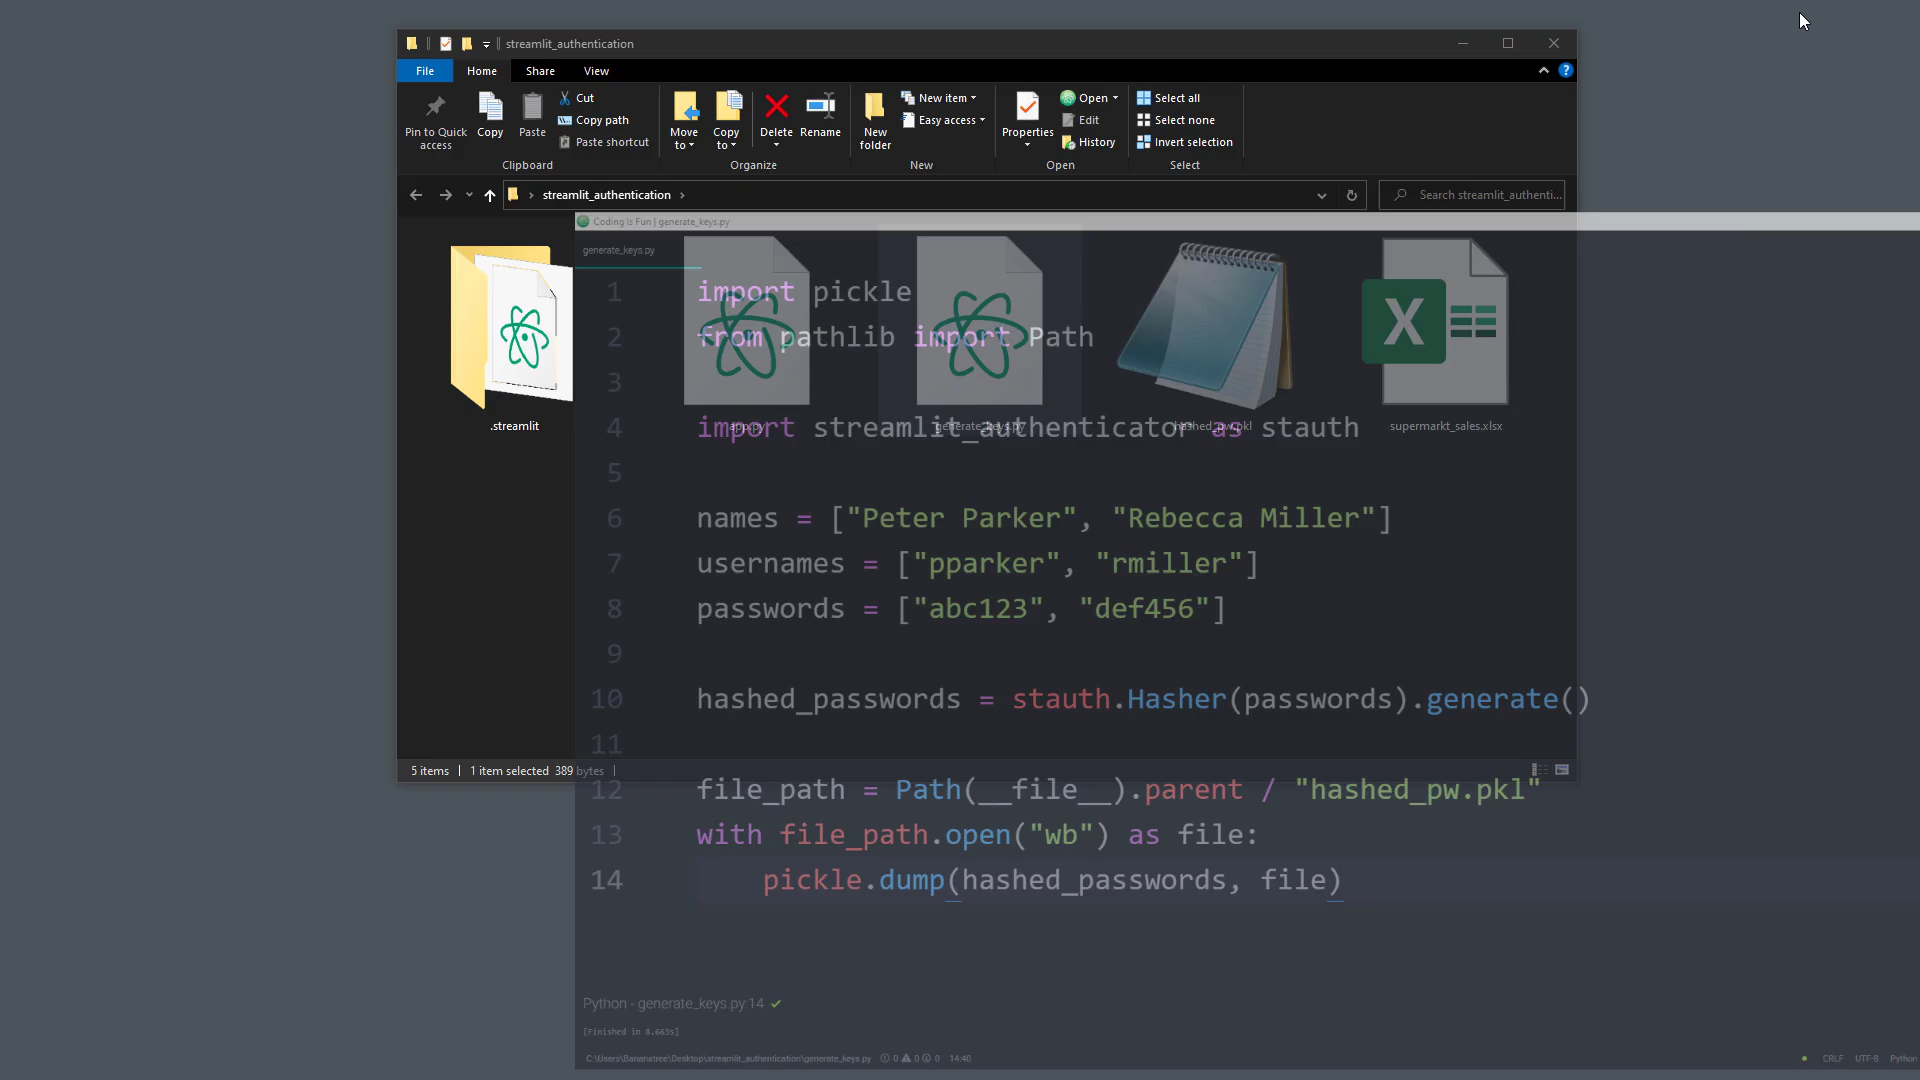 streamlit_authentication
File
Home
Share
View
Pin to Quick access
Copy
Paste
Cut
Copy path
Paste shortcut
Clipboard
Move to
Copy to
Delete
Rename
Organize
New folder
New item
Easy access
New
Properties
Open
Edit
History
Open
Select all
Select none
Invert selection
Select
streamlit_authentication
Search streamlit_authenti...
Coding Is Fun | generate_keys.py
generate_keys.py
.streamlit
app.py
generate_keys.py
hashed_pw.pkl
supermarkt_sales.xlsx
1 import pickle
2 from pathlib import Path
3
4 import streamlit_authenticator as stauth
5
6 names = ["Peter Parker", "Rebecca Miller"]
7 usernames = ["pparker", "rmiller"]
8 passwords = ["abc123", "def456"]
9
10 hashed_passwords = stauth.Hasher(passwords).generate()
11
12 file_path = Path(__file__).parent / "hashed_pw.pkl"
13 with file_path.open("wb") as file:
14 pickle.dump(hashed_passwords, file)
5 items 1 item selected 389 bytes
Python - generate_keys.py:14
[Finished in 8.663s]
C:\Users\Bananatree\Desktop\streamlit_authentication\generate_keys.py 0 0 0 14:40
CRLF UTF-8 Python